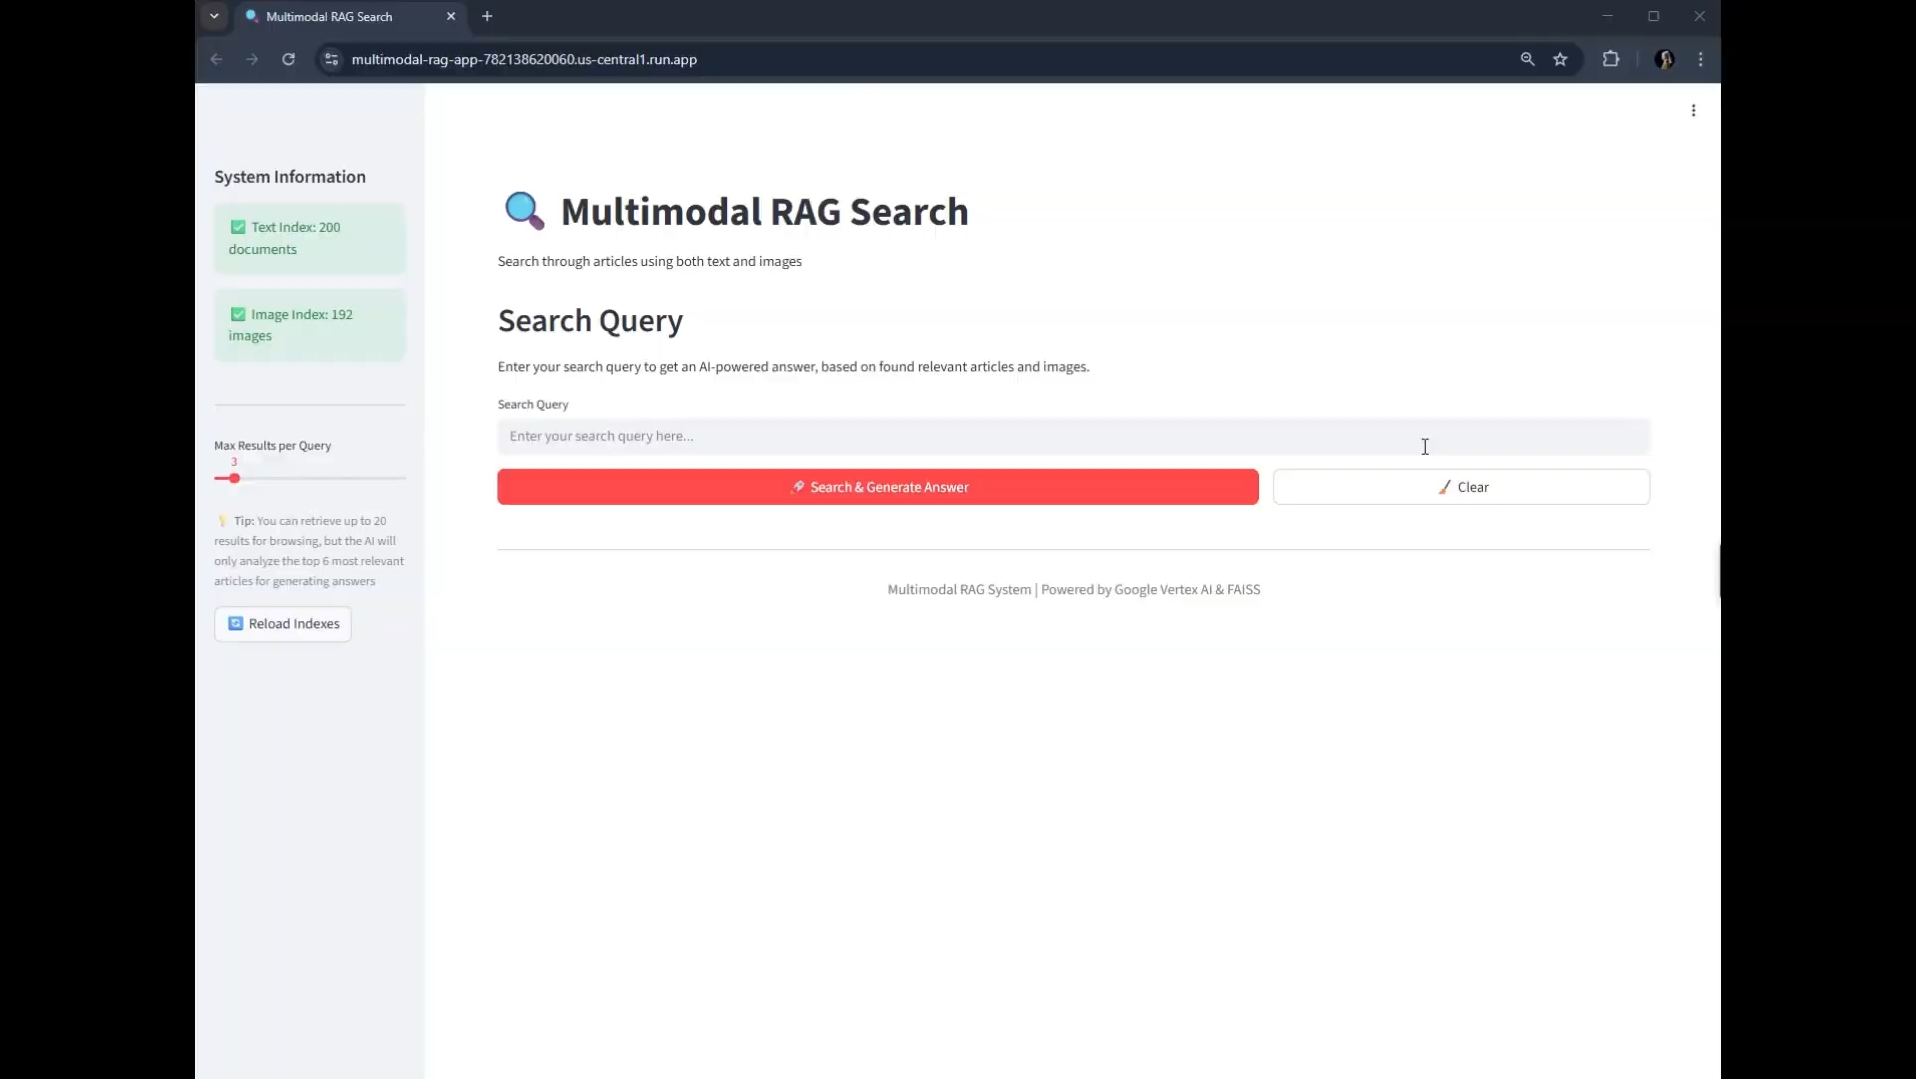 Multimodal RAG Search
multimodal-rag-app-782138620060.us-central1.run.app
System Information
Text Index: 200
documents
Image Index: 192
images
Max Results per Query
3
Tip: You can retrieve up to 20
results for browsing, but the AI will
only analyze the top 6 most relevant
articles for generating answers
Reload Indexes
Multimodal RAG Search
Search through articles using both text and images
Search Query
Enter your search query to get an AI-powered answer, based on found relevant articles and images.
Search Query
Enter your search query here...
Search & Generate Answer
Clear
Multimodal RAG System | Powered by Google Vertex AI & FAISS